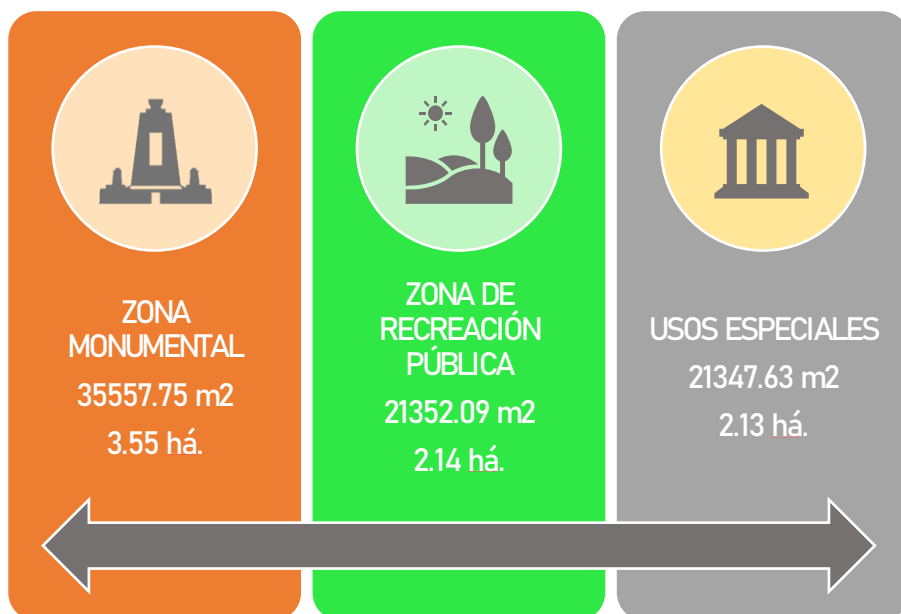 ZONA
MONUMENTAL
35557.75 m2
3.55 há.
ZONA DE
RECREACIÓN
PÚBLICA
21352.09 m2
2.14 há.
USOS ESPECIALES
21347.63 m2
2.13 há.